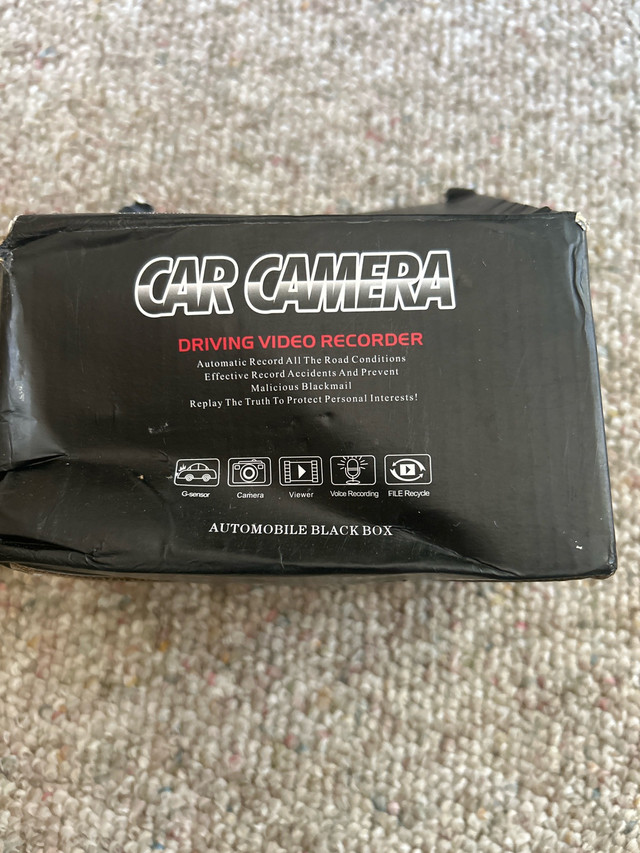 CAR CAMERA
DRIVING VIDEO RECORDER
Automatic Record All The Road Conditions
Effective Record Accidents And Prevent
Malicious Blackmail
Replay The Truth To Protect Personal Interests!
G-sensor Camera Viewer Voice Recording FILE Recycle
AUTOMOBILE BLACK BOX